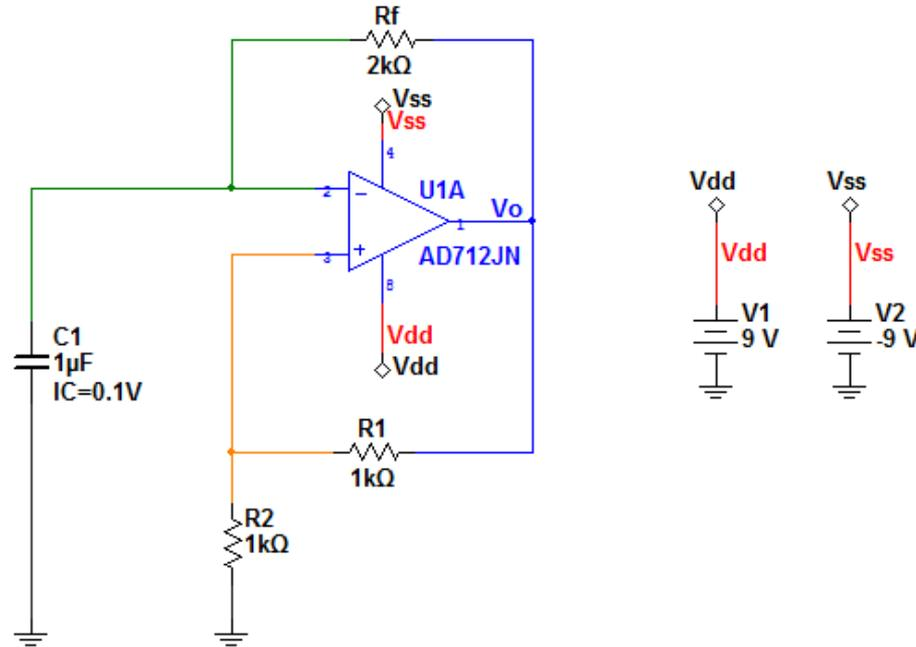 Rf
2kΩ
Vss
Vss
4
2
U1A
Vo
1
3
AD712JN
8
Vdd
Vdd
C1
1µF
IC=0.1V
R1
1kΩ
R2
1kΩ
Vdd
Vss
Vdd
Vss
V1
9 V
V2
-9 V